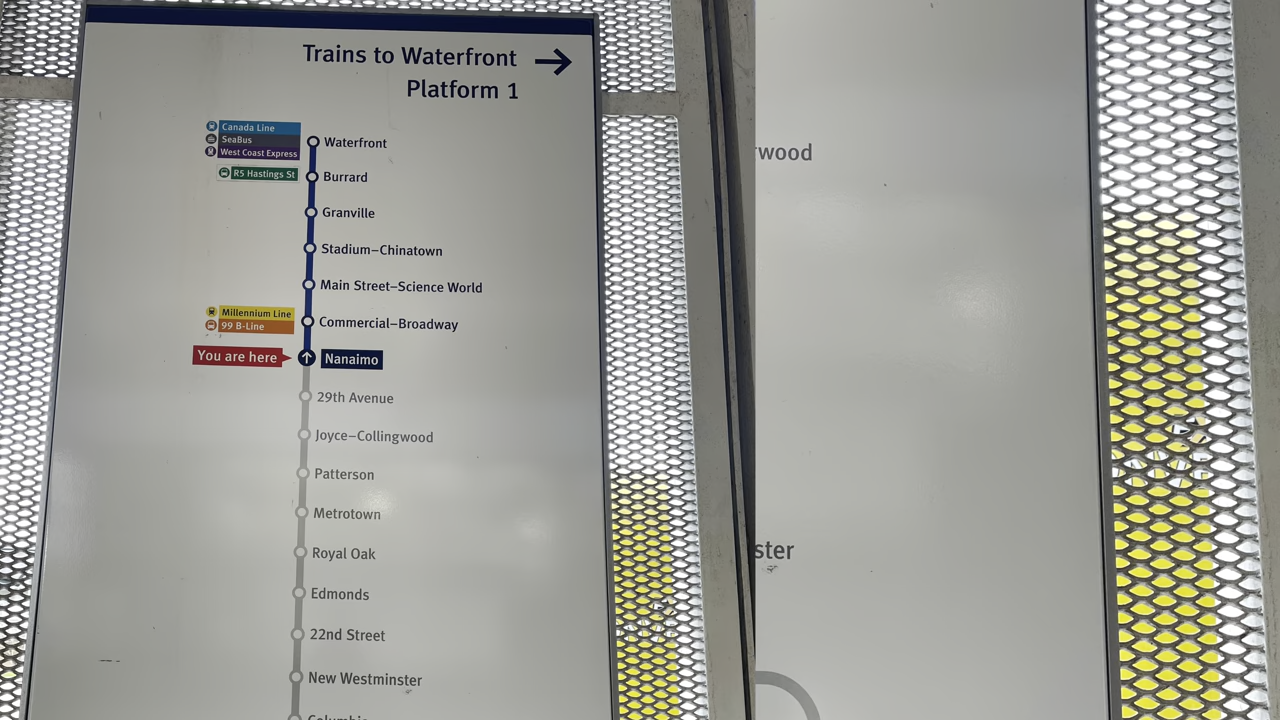 Trains to Waterfront
Platform 1
Canada Line
SeaBus
West Coast Express
Waterfront
R5 Hastings St
Burrard
Granville
Stadium–Chinatown
Main Street–Science World
Millennium Line
99 B-Line
Commercial–Broadway
You are here
Nanaimo
29th Avenue
Joyce–Collingwood
Patterson
Metrotown
Royal Oak
Edmonds
22nd Street
New Westminster
rwood
ster